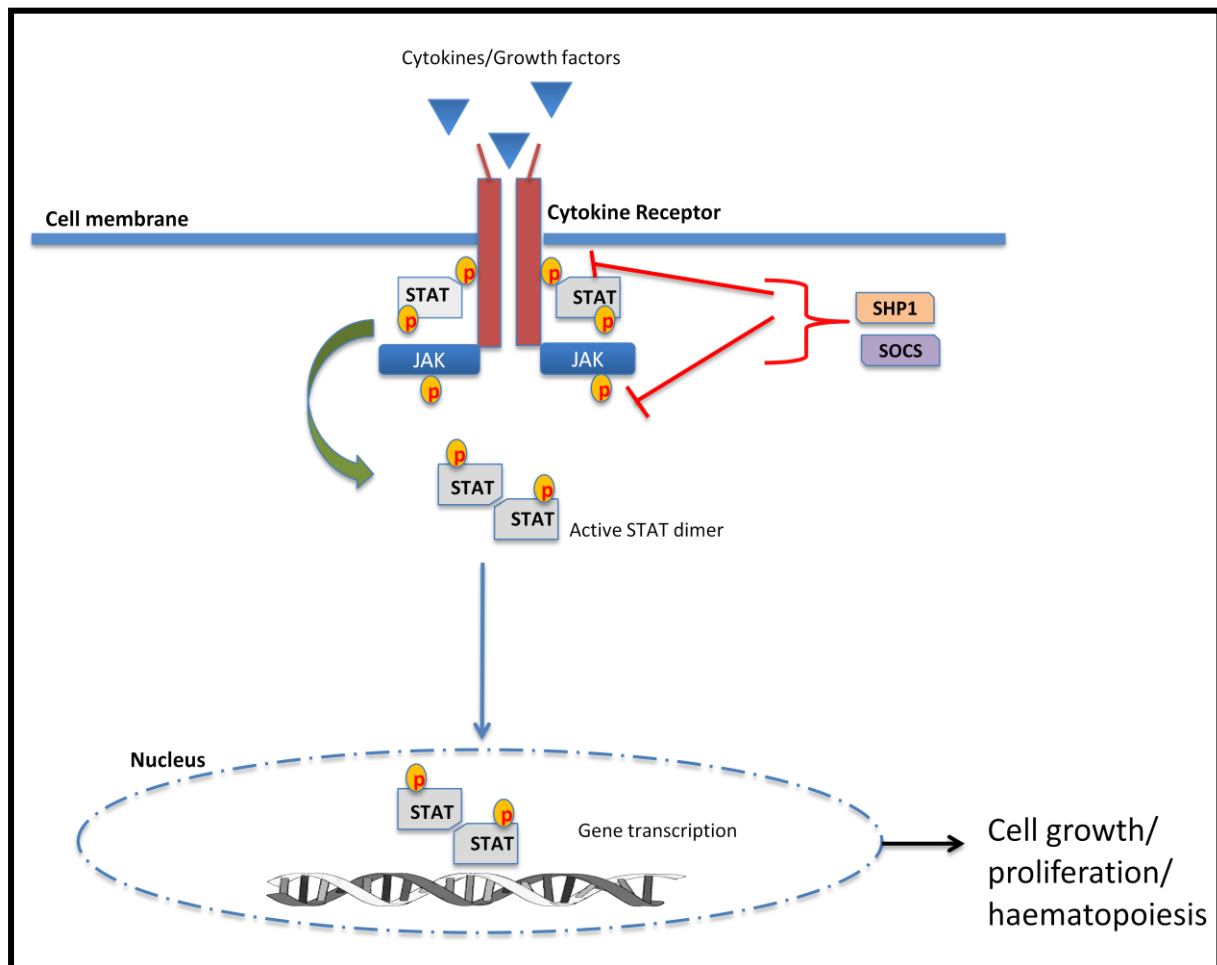 Cytokines/Growth factors
Cell membrane
Cytokine Receptor
p
p
STAT
STAT
p
p
SHP1
SOCS
JAK
JAK
p
p
p
STAT
p
STAT
Active STAT dimer
Nucleus
p
STAT
p
STAT
Gene transcription
Cell growth/
proliferation/
haematopoiesis